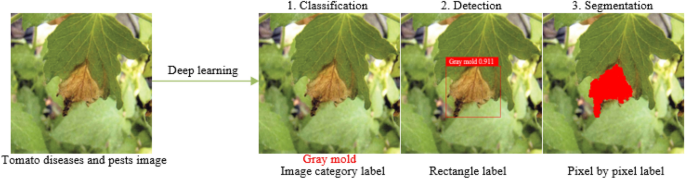 1. Classification
2. Detection
3. Segmentation
Deep learning
Gray mold 0.911
Tomato diseases and pests image
Gray mold
Image category label
Rectangle label
Pixel by pixel label